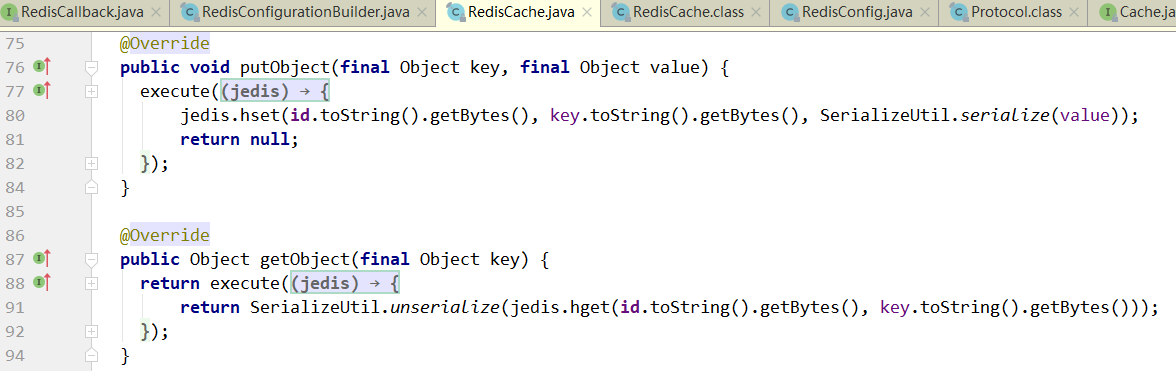 RedisCallback.java × RedisConfigurationBuilder.java × RedisCache.java × RedisCache.class × RedisConfig.java × Protocol.class × Cache.ja
75 @Override
76 public void putObject(final Object key, final Object value) {
77 execute((jedis) → {
80 jedis.hset(id.toString().getBytes(), key.toString().getBytes(), SerializeUtil.serialize(value));
81 return null;
82 });
84 }
85
86 @Override
87 public Object getObject(final Object key) {
88 return execute((jedis) → {
91 return SerializeUtil.unserialize(jedis.hget(id.toString().getBytes(), key.toString().getBytes()));
92 });
94 }